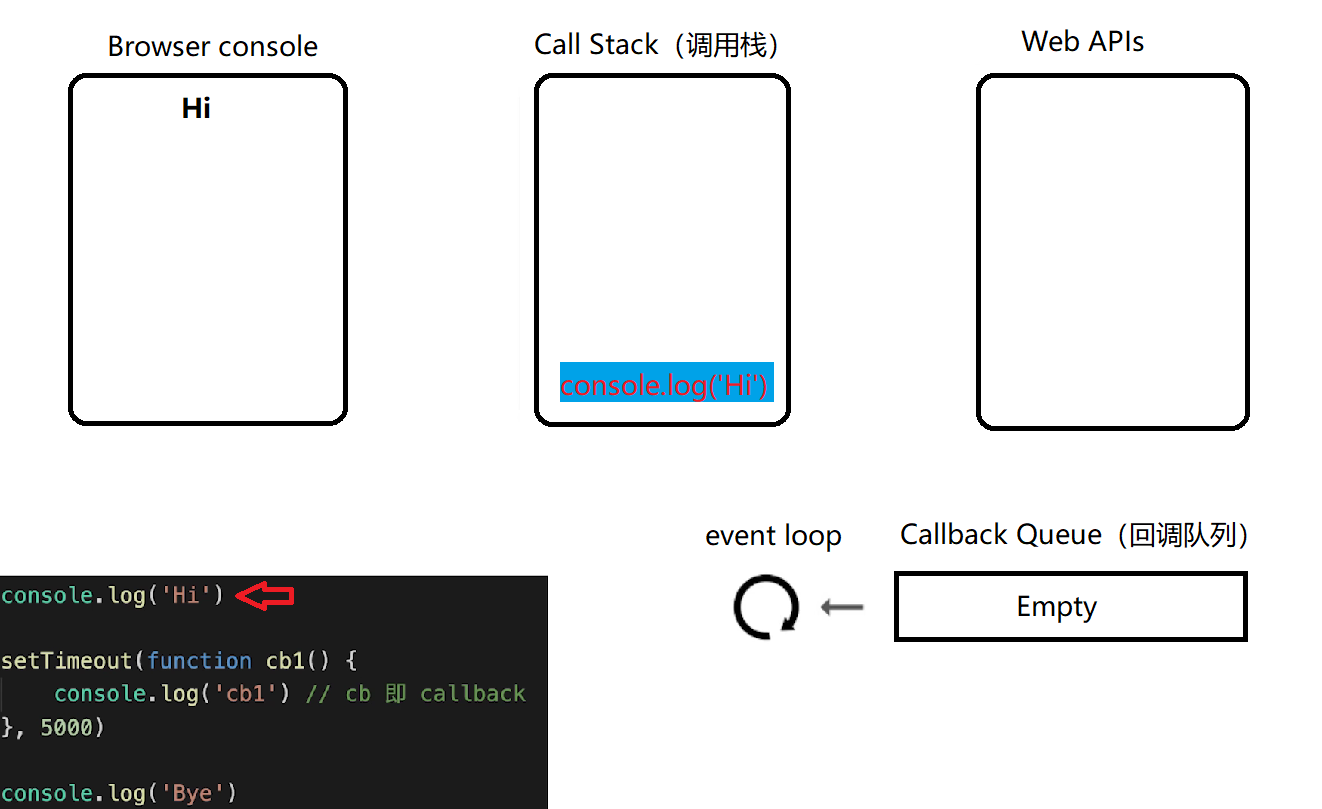 Browser console
Call Stack（调用栈）
Web APIs
Hi
console.log('Hi')
event loop
Callback Queue（回调队列）
Empty
console.log('Hi')
setTimeout(function cb1() {
    console.log('cb1') // cb 即 callback
}, 5000)
console.log('Bye')